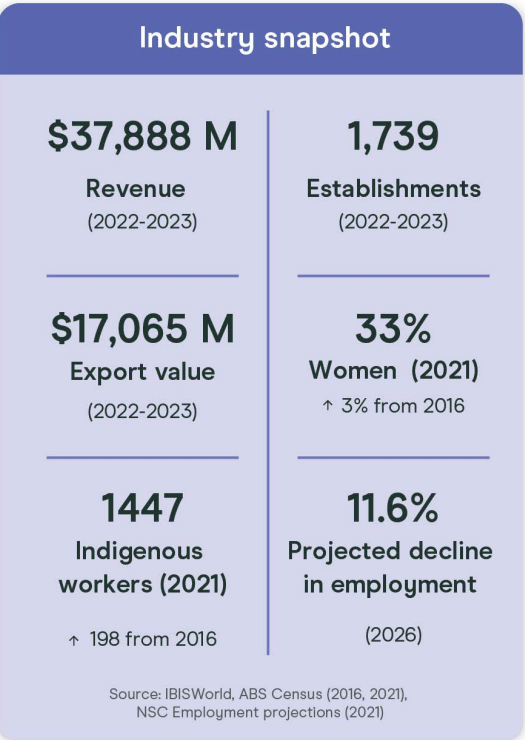 Industry snapshot
$37,888 M
Revenue
(2022-2023)
1,739
Establishments
(2022-2023)
$17,065 M
Export value
(2022-2023)
33%
Women (2021)
↑ 3% from 2016
1447
Indigenous
workers (2021)
↑ 198 from 2016
11.6%
Projected decline
in employment
(2026)
Source: IBISWorld, ABS Census (2016, 2021),
NSC Employment projections (2021)